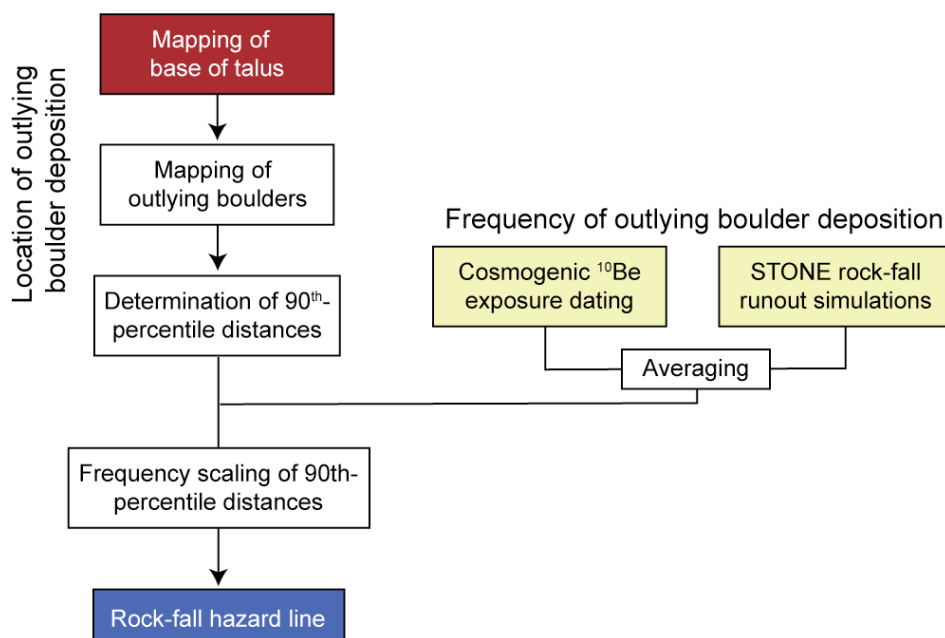 Location of outlying
boulder deposition
Mapping of
base of talus
Mapping of
outlying boulders
Determination of 90th-
percentile distances
Frequency of outlying boulder deposition
Cosmogenic ¹⁰Be
exposure dating
STONE rock-fall
runout simulations
Averaging
Frequency scaling of 90th-
percentile distances
Rock-fall hazard line